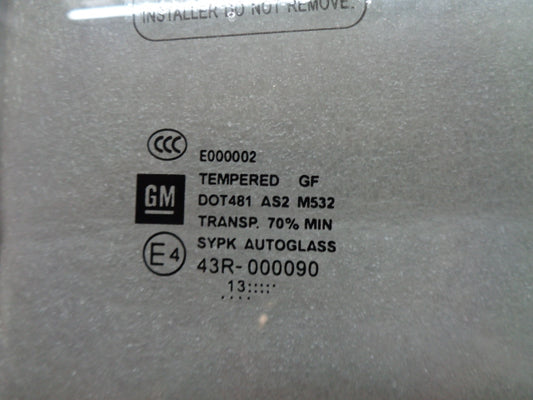 INSTALLER DO NOT REMOVE.
CCC E000002
TEMPERED GF
GM DOT481 AS2 M532
TRANSP. 70% MIN
SYPK AUTOGLASS
E4 43R-000090
13:::::